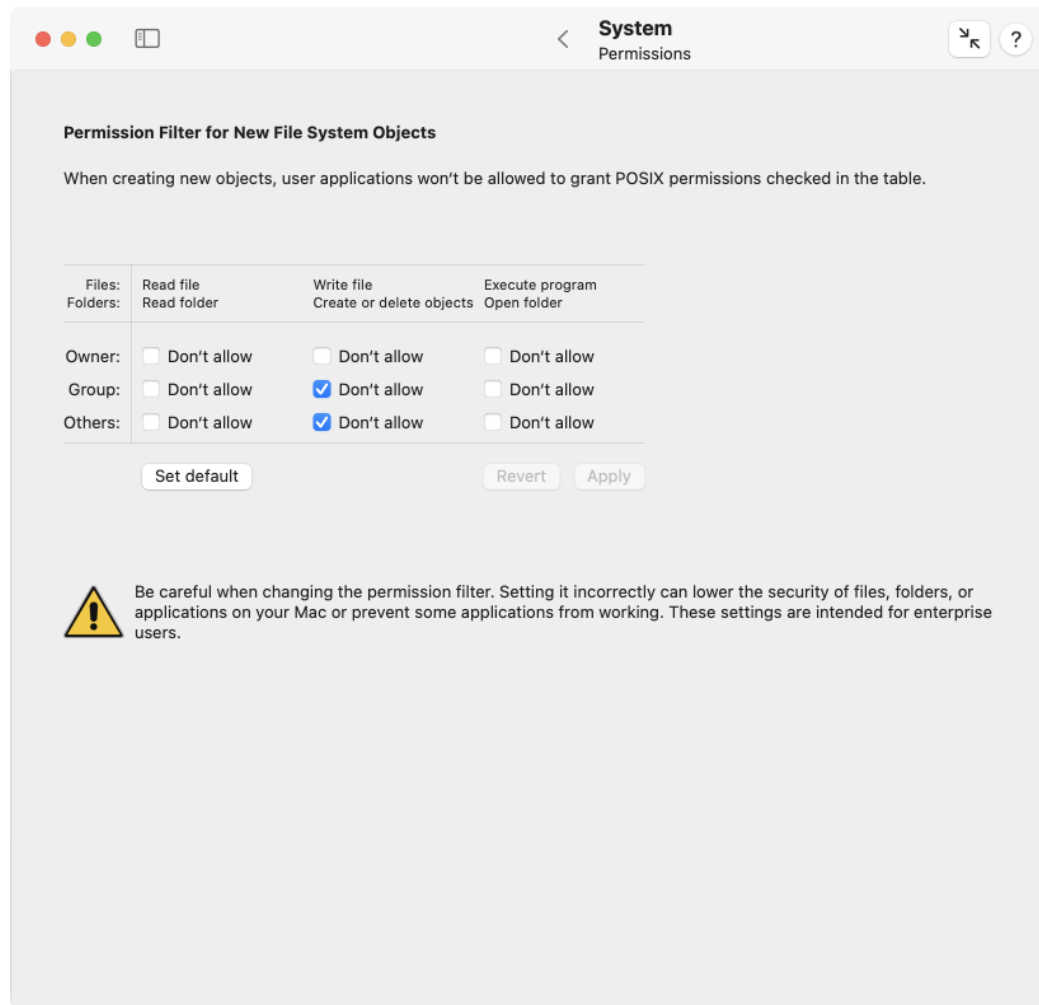 System
Permissions
?
Permission Filter for New File System Objects
When creating new objects, user applications won't be allowed to grant POSIX permissions checked in the table.
Files: Read file Write file Execute program
Folders: Read folder Create or delete objects Open folder
Owner: Don't allow Don't allow Don't allow
Group: Don't allow Don't allow Don't allow
Others: Don't allow Don't allow Don't allow
Set default Revert Apply
Be careful when changing the permission filter. Setting it incorrectly can lower the security of files, folders, or
applications on your Mac or prevent some applications from working. These settings are intended for enterprise
users.